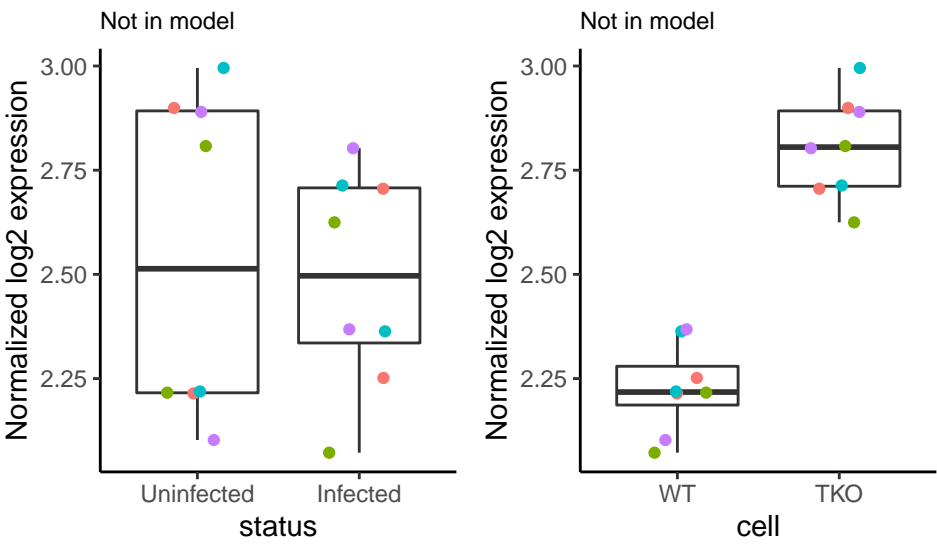 Not in model
Normalized log2 expression
3.00
2.75
2.50
2.25
Uninfected
Infected
status
Not in model
Normalized log2 expression
3.00
2.75
2.50
2.25
WT
TKO
cell